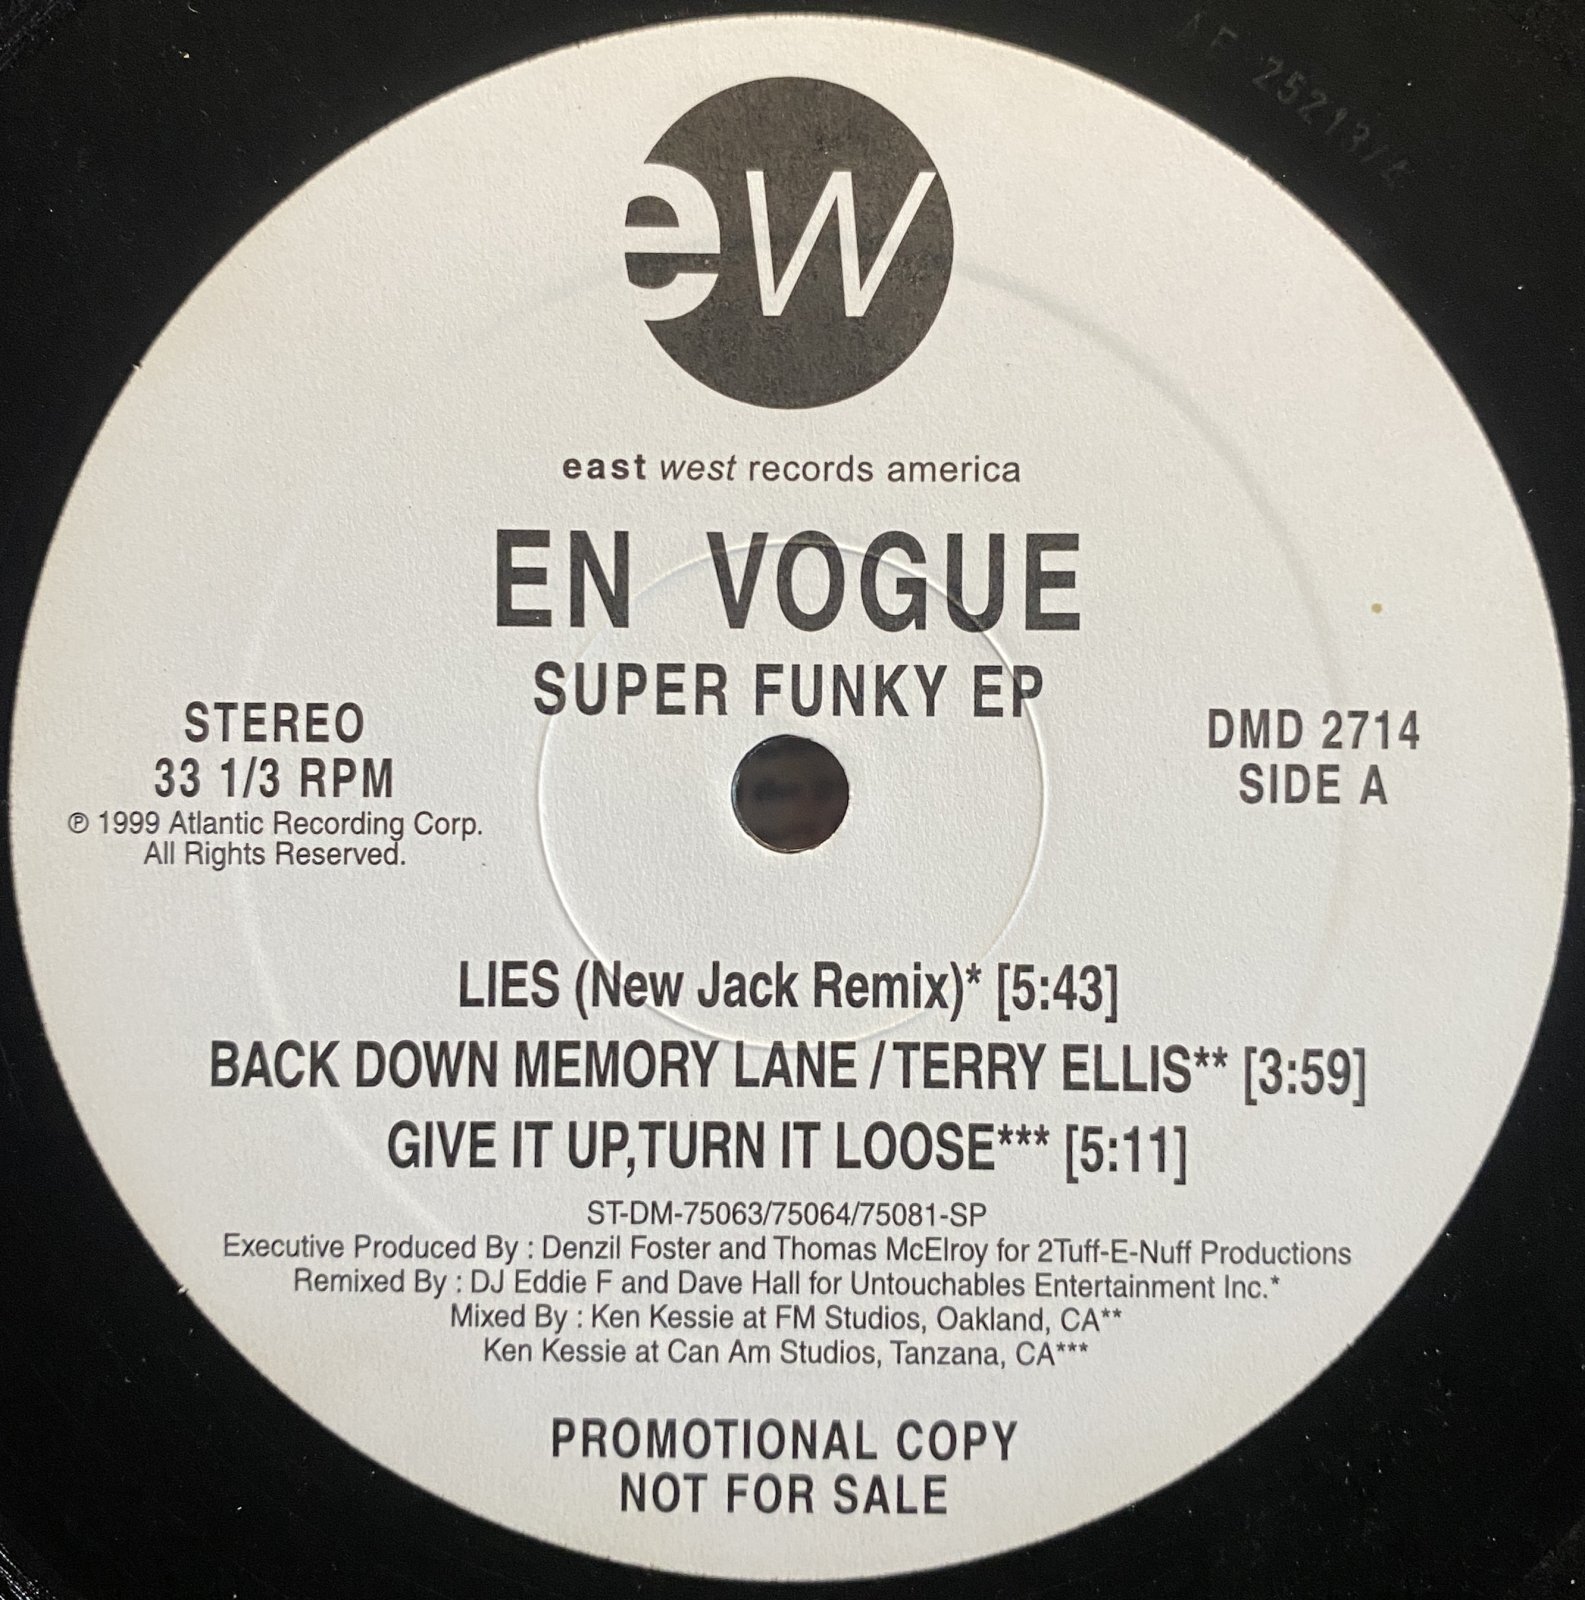 ew
east west records america
EN VOGUE
SUPER FUNKY EP
STEREO
33 1/3 RPM
℗ 1999 Atlantic Recording Corp.
All Rights Reserved.
DMD 2714
SIDE A
LIES (New Jack Remix)* [5:43]
BACK DOWN MEMORY LANE / TERRY ELLIS** [3:59]
GIVE IT UP,TURN IT LOOSE*** [5:11]
ST-DM-75063/75064/75081-SP
Executive Produced By : Denzil Foster and Thomas McElroy for 2Tuff-E-Nuff Productions
Remixed By : DJ Eddie F and Dave Hall for Untouchables Entertainment Inc.*
Mixed By : Ken Kessie at FM Studios, Oakland, CA**
Ken Kessie at Can Am Studios, Tanzana, CA***
PROMOTIONAL COPY
NOT FOR SALE